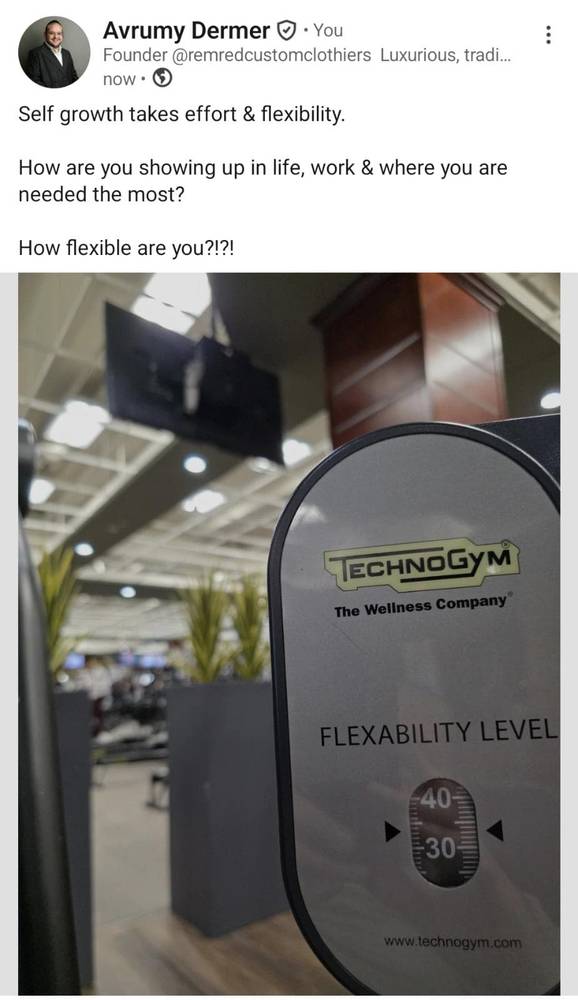 Avrumy Dermer · You
Founder @remredcustomclothiers Luxurious, tradi...
now ·
Self growth takes effort & flexibility.
How are you showing up in life, work & where you are
needed the most?
How flexible are you?!?!
TECHNOGYM®
The Wellness Company®
FLEXABILITY LEVEL
40
30
www.technogym.com